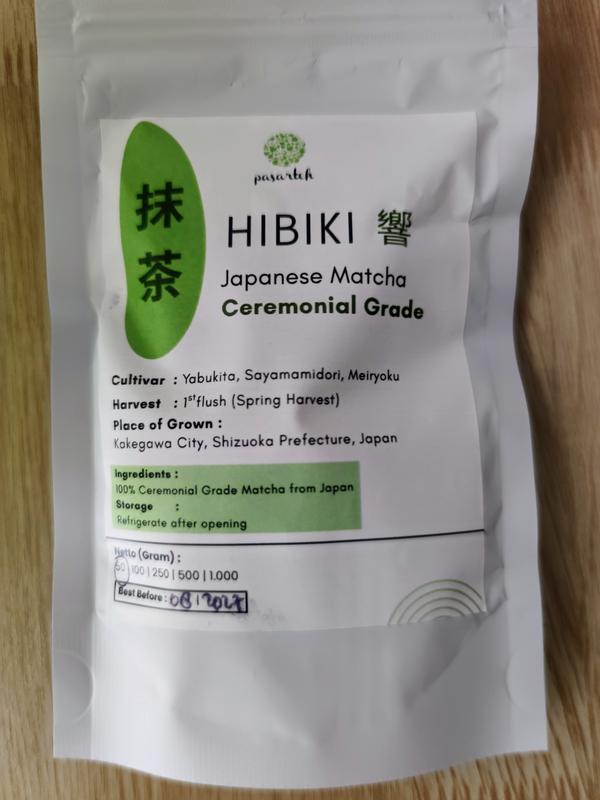 抹茶
pasarteh
HIBIKI 響
Japanese Matcha
Ceremonial Grade
Cultivar : Yabukita, Sayamamidori, Meiryoku
Harvest : 1st flush (Spring Harvest)
Place of Grown :
Kakegawa City, Shizuoka Prefecture, Japan
Ingredients :
100% Ceremonial Grade Matcha from Japan
Storage :
Refrigerate after opening
Netto (Gram) :
50 | 100 | 250 | 500 | 1.000
Best Before : 08 | 2027